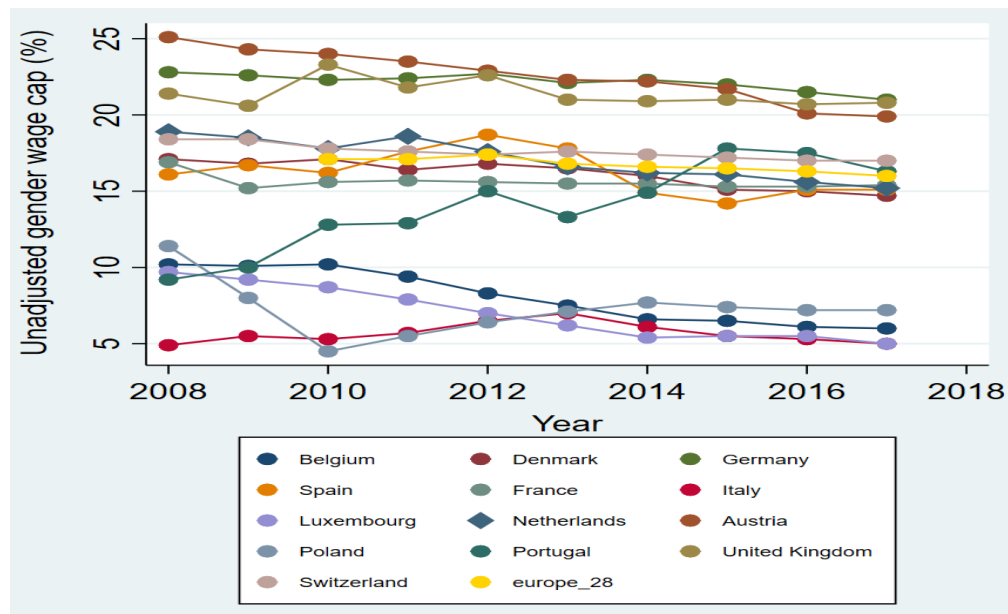 Unadjusted gender wage cap (%)
25
20
15
10
5
2008 2010 2012 2014 2016 2018
Year
Belgium Denmark Germany
Spain France Italy
Luxembourg Netherlands Austria
Poland Portugal United Kingdom
Switzerland europe_28